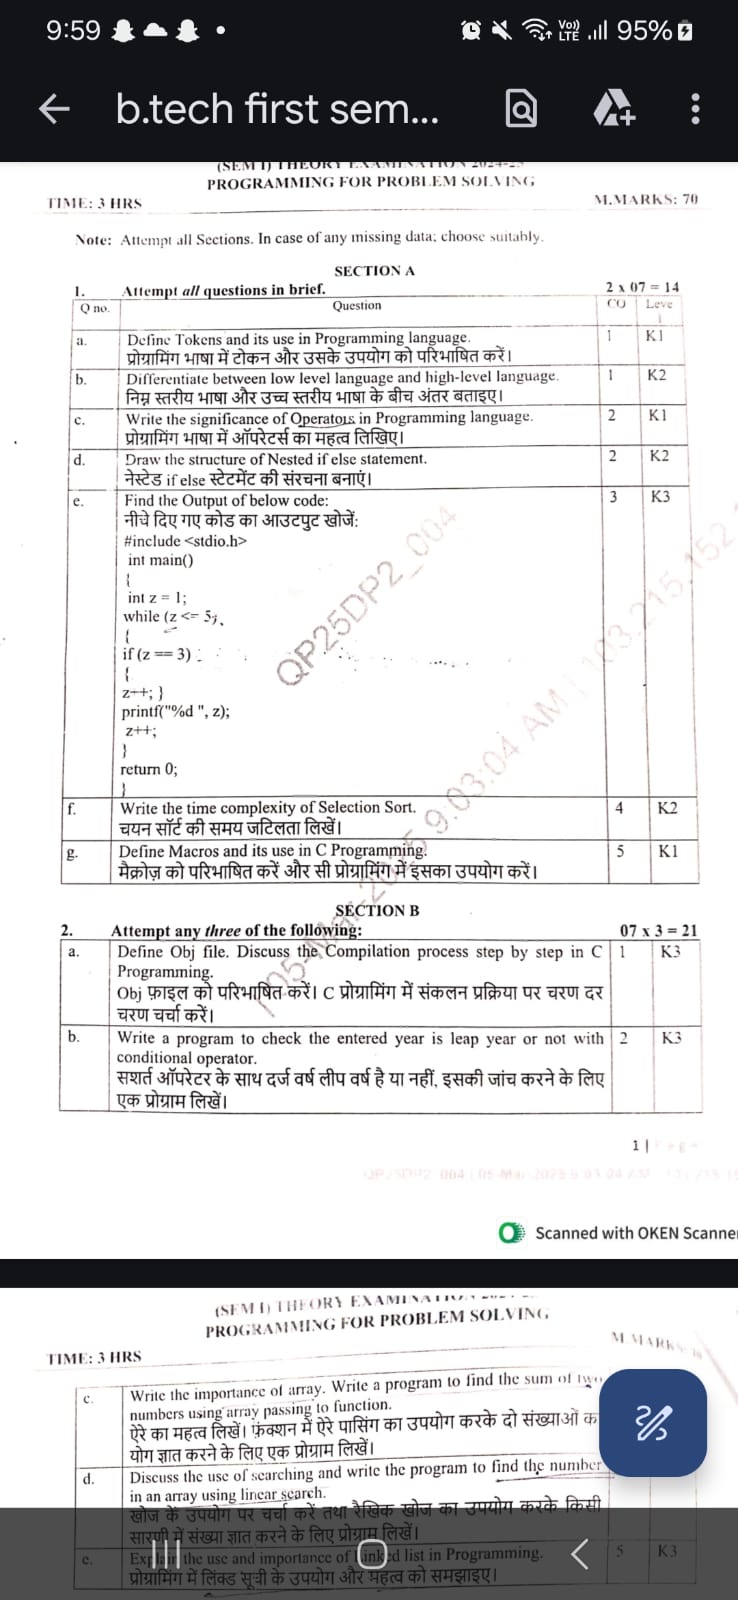 9:59
Vo))
LTE
95%
b.tech first sem...
(SEM I) THEORY EXAMINATION 2024-25
PROGRAMMING FOR PROBLEM SOLVING
TIME: 3 HRS
M.MARKS: 70
Note: Attempt all Sections. In case of any missing data; choose suitably.
SECTION A
1. Attempt all questions in brief. 2 x 07 = 14
Q no. Question CO Leve
l
a. Define Tokens and its use in Programming language. 1 K1
प्रोग्रामिंग भाषा में टोकन और उसके उपयोग को परिभाषित करें।
b. Differentiate between low level language and high-level language. 1 K2
निम्न स्तरीय भाषा और उच्च स्तरीय भाषा के बीच अंतर बताइए।
c. Write the significance of Operators in Programming language. 2 K1
प्रोग्रामिंग भाषा में ऑपरेटर्स का महत्व लिखिए।
d. Draw the structure of Nested if else statement. 2 K2
नेस्टेड if else स्टेटमेंट की संरचना बनाएं।
e. Find the Output of below code: 3 K3
नीचे दिए गए कोड का आउटपुट खोजें:
#include <stdio.h>
int main()
{
int z = 1;
while (z <= 5)
{
if (z == 3)
{
z++; }
printf("%d ", z);
z++;
}
return 0;
}
f. Write the time complexity of Selection Sort. 4 K2
चयन सॉर्ट की समय जटिलता लिखें।
g. Define Macros and its use in C Programming. 5 K1
मैक्रोज़ को परिभाषित करें और सी प्रोग्रामिंग में इसका उपयोग करें।
QP25DP2_004
05-Mar-2025 9:03:04 AM | 103.215.152
SECTION B
2. Attempt any three of the following: 07 x 3 = 21
a. Define Obj file. Discuss the Compilation process step by step in C 1 K3
Programming.
Obj फ़ाइल को परिभाषित करें। C प्रोग्रामिंग में संकलन प्रक्रिया पर चरण दर
चरण चर्चा करें।
b. Write a program to check the entered year is leap year or not with 2 K3
conditional operator.
सशर्त ऑपरेटर के साथ दर्ज वर्ष लीप वर्ष है या नहीं, इसकी जांच करने के लिए
एक प्रोग्राम लिखें।
1 | Page
QP25DP2_004 | 05-Mar-2025 9:03:04 AM
Scanned with OKEN Scanner
(SEM I) THEORY EXAMINATION
PROGRAMMING FOR PROBLEM SOLVING
TIME: 3 HRS
M.MARKS
c. Write the importance of array. Write a program to find the sum of two
numbers using array passing to function.
ऐरे का महत्व लिखें। फ़ंक्शन में ऐरे पासिंग का उपयोग करके दो संख्याओं का
योग ज्ञात करने के लिए एक प्रोग्राम लिखें।
d. Discuss the use of searching and write the program to find the number
in an array using linear search.
खोज के उपयोग पर चर्चा करें तथा रैखिक खोज का उपयोग करके किसी
सारणी में संख्या ज्ञात करने के लिए प्रोग्राम लिखें।
e. Explain the use and importance of Linked list in Programming. 5 K3
प्रोग्रामिंग में लिंक्ड सूची के उपयोग और महत्व को समझाइए।